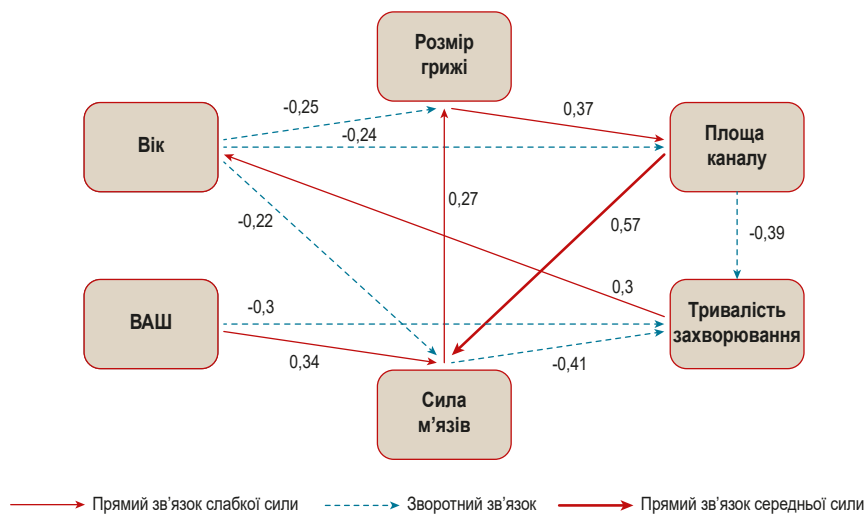 Розмір
грижі
-0,25
0,37
Вік
-0,24
Площа
каналу
0,27
-0,22
0,57
-0,39
0,3
ВАШ
-0,3
Тривалість
захворювання
0,34
-0,41
Сила
м’язів
Прямий зв’язок слабкої сили
Зворотний зв’язок
Прямий зв’язок середньої сили